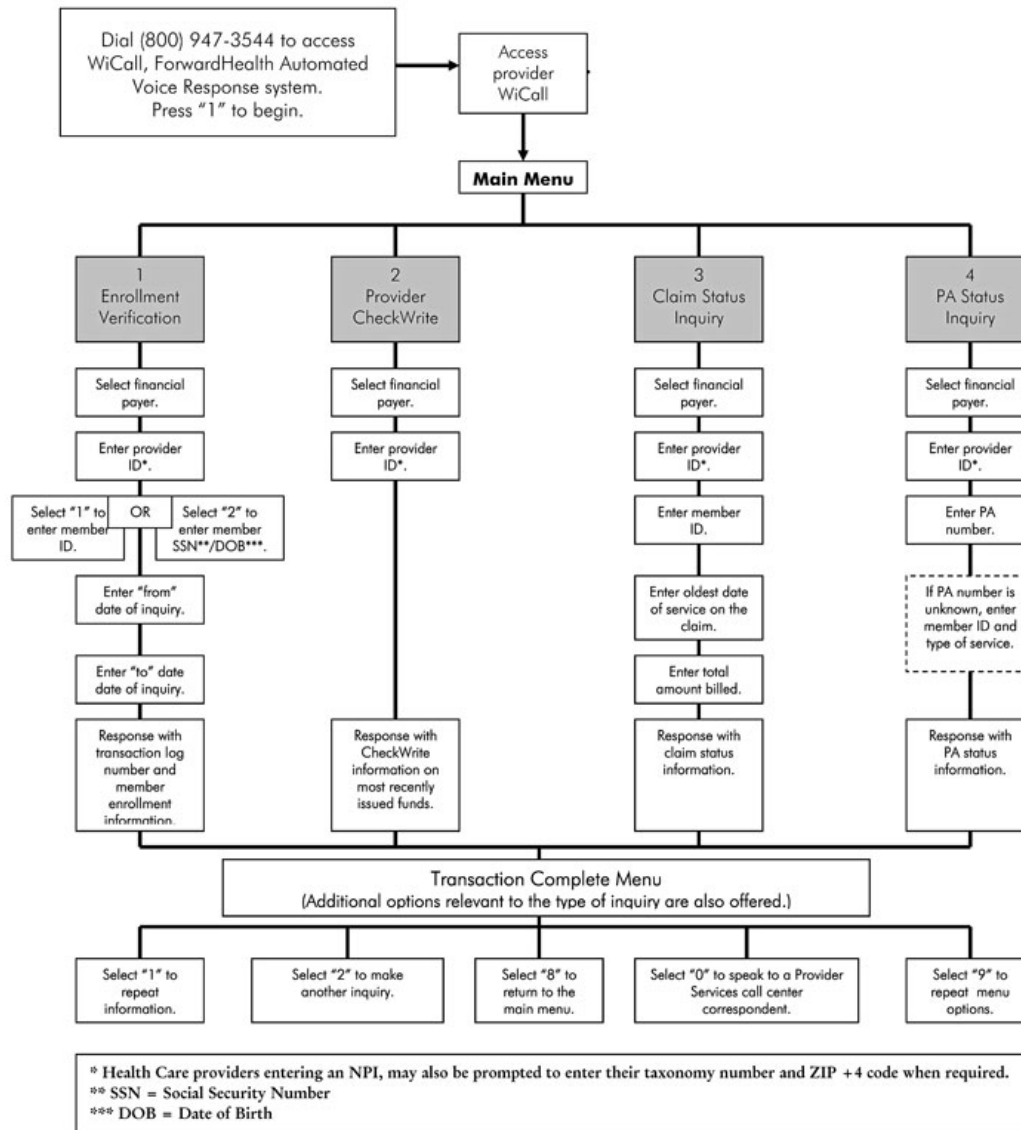 Dial (800) 947-3544 to access
WiCall, ForwardHealth Automated
Voice Response system.
Press “1” to begin.
Access
provider
WiCall
Main Menu
1
Enrollment
Verification
2
Provider
CheckWrite
3
Claim Status
Inquiry
4
PA Status
Inquiry
Select financial
payer.
Select financial
payer.
Select financial
payer.
Select financial
payer.
Enter provider
ID*.
Enter provider
ID*.
Enter provider
ID*.
Enter provider
ID*.
Select “1” to
enter member
ID.
OR
Select “2” to
enter member
SSN**/DOB***.
Enter member
ID.
Enter PA
number.
Enter “from”
date of inquiry.
Enter oldest date
of service on the
claim.
If PA number is
unknown, enter
member ID and
type of service.
Enter “to” date
date of inquiry.
Enter total
amount billed.
Response with
transaction log
number and
member
enrollment
information.
Response with
CheckWrite
information on
most recently
issued funds.
Response with
claim status
information.
Response with
PA status
information.
Transaction Complete Menu
(Additional options relevant to the type of inquiry are also offered.)
Select “1” to
repeat
information.
Select “2” to make
another inquiry.
Select “8” to
return to the
main menu.
Select “0” to speak to a Provider
Services call center
correspondent.
Select “9” to
repeat menu
options.
* Health Care providers entering an NPI, may also be prompted to enter their taxonomy number and ZIP +4 code when required.
** SSN = Social Security Number
*** DOB = Date of Birth